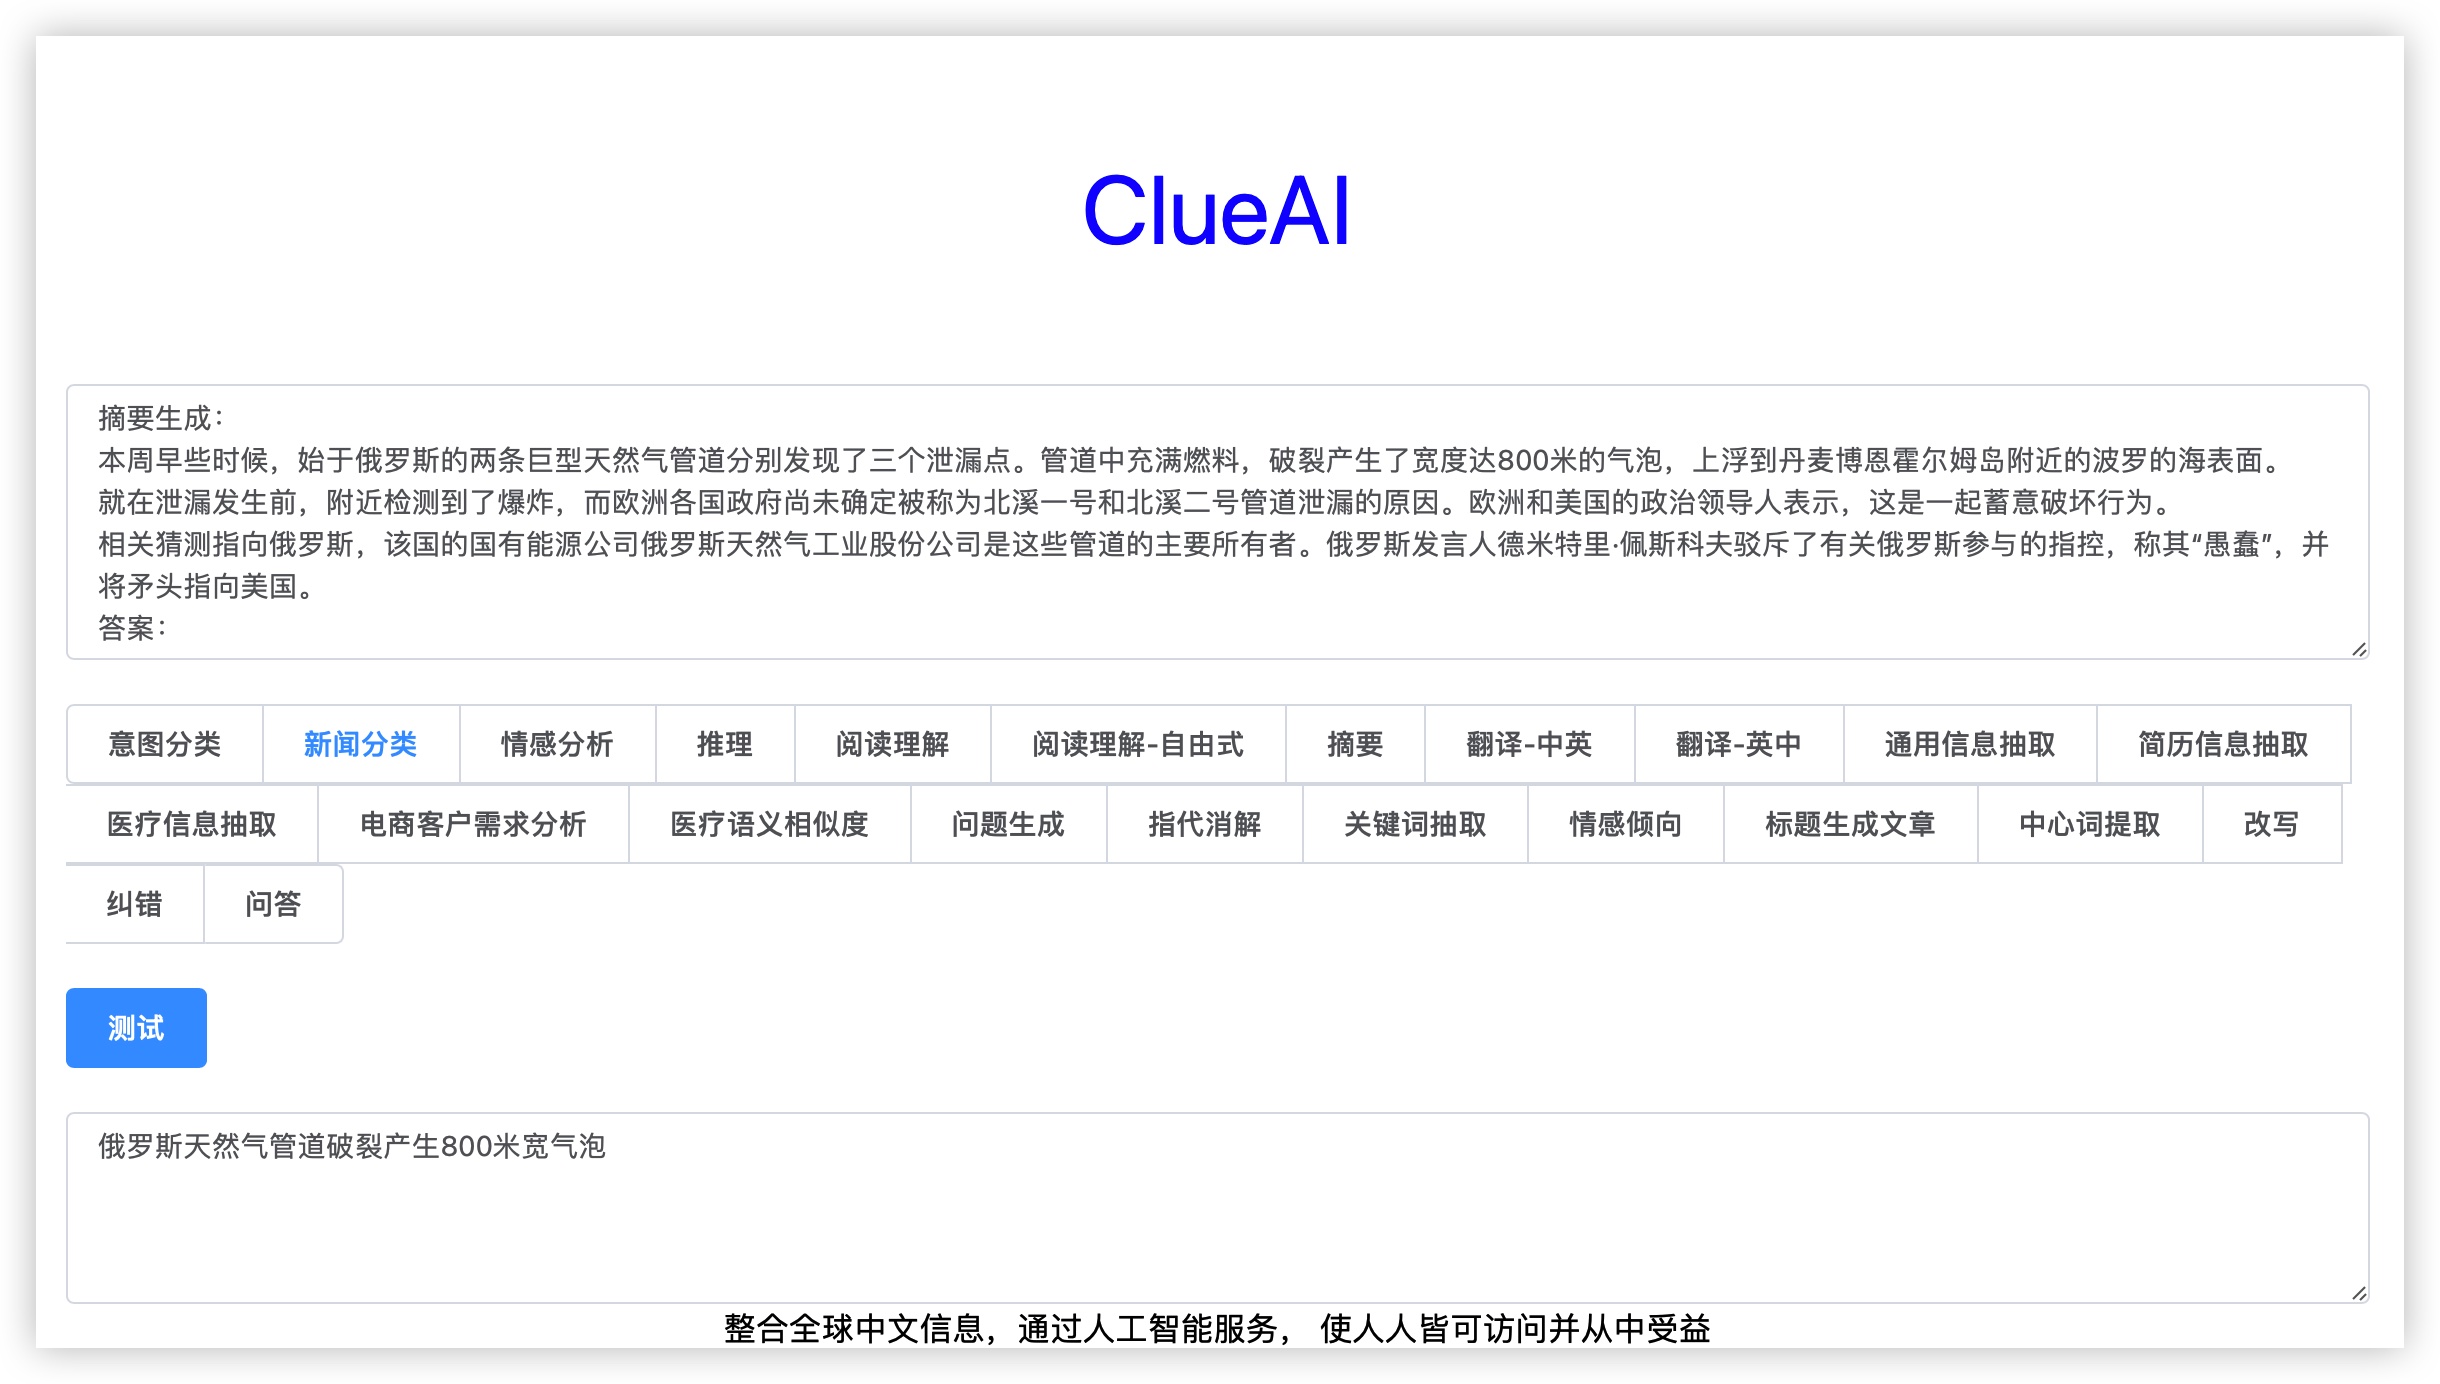 ClueAI
摘要生成：
本周早些时候，始于俄罗斯的两条巨型天然气管道分别发现了三个泄漏点。管道中充满燃料，破裂产生了宽度达800米的气泡，上浮到丹麦博恩霍尔姆岛附近的波罗的海表面。
就在泄漏发生前，附近检测到了爆炸，而欧洲各国政府尚未确定被称为北溪一号和北溪二号管道泄漏的原因。欧洲和美国的政治领导人表示，这是一起蓄意破坏行为。
相关猜测指向俄罗斯，该国的国有能源公司俄罗斯天然气工业股份公司是这些管道的主要所有者。俄罗斯发言人德米特里·佩斯科夫驳斥了有关俄罗斯参与的指控，称其“愚蠢”，并
将矛头指向美国。
答案：
意图分类 新闻分类 情感分析 推理 阅读理解 阅读理解-自由式 摘要 翻译-中英 翻译-英中 通用信息抽取 简历信息抽取
医疗信息抽取 电商客户需求分析 医疗语义相似度 问题生成 指代消解 关键词抽取 情感倾向 标题生成文章 中心词提取 改写
纠错 问答
测试
俄罗斯天然气管道破裂产生800米宽气泡
整合全球中文信息，通过人工智能服务， 使人人皆可访问并从中受益